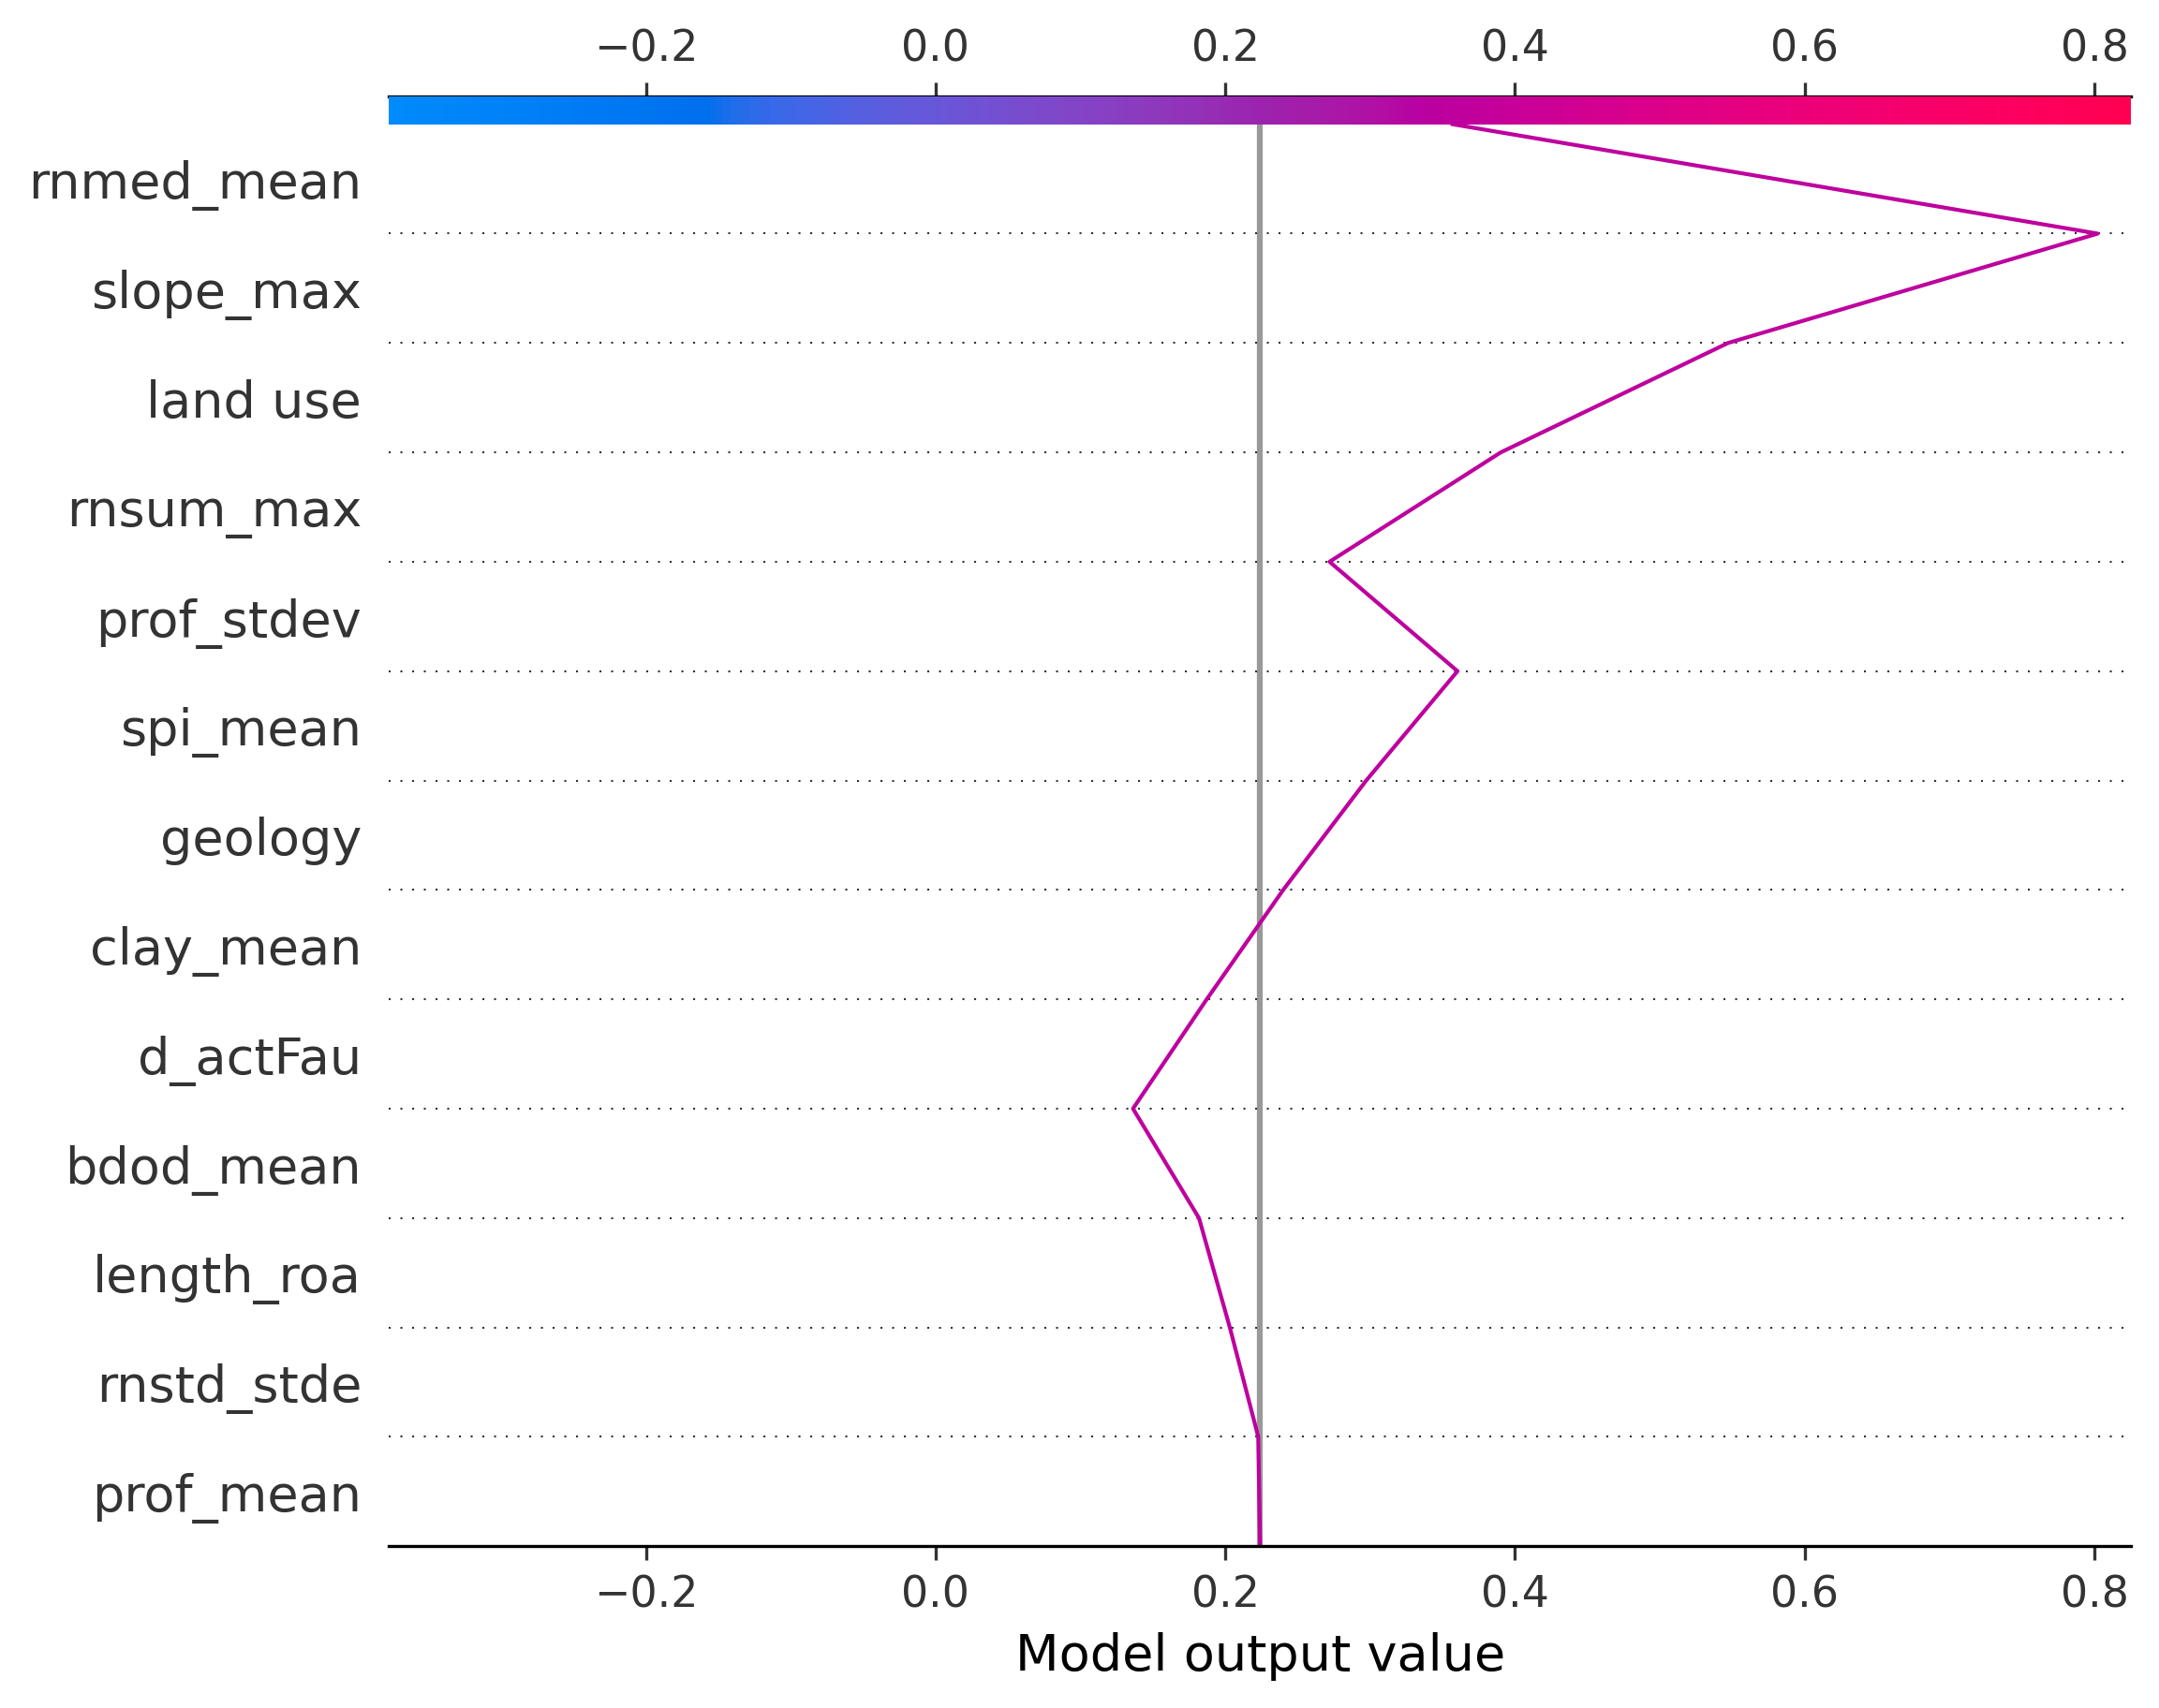 −0.2 0.0 0.2 0.4 0.6 0.8
rnmed_mean
slope_max
land use
rnsum_max
prof_stdev
spi_mean
geology
clay_mean
d_actFau
bdod_mean
length_roa
rnstd_stde
prof_mean
−0.2 0.0 0.2 0.4 0.6 0.8
Model output value